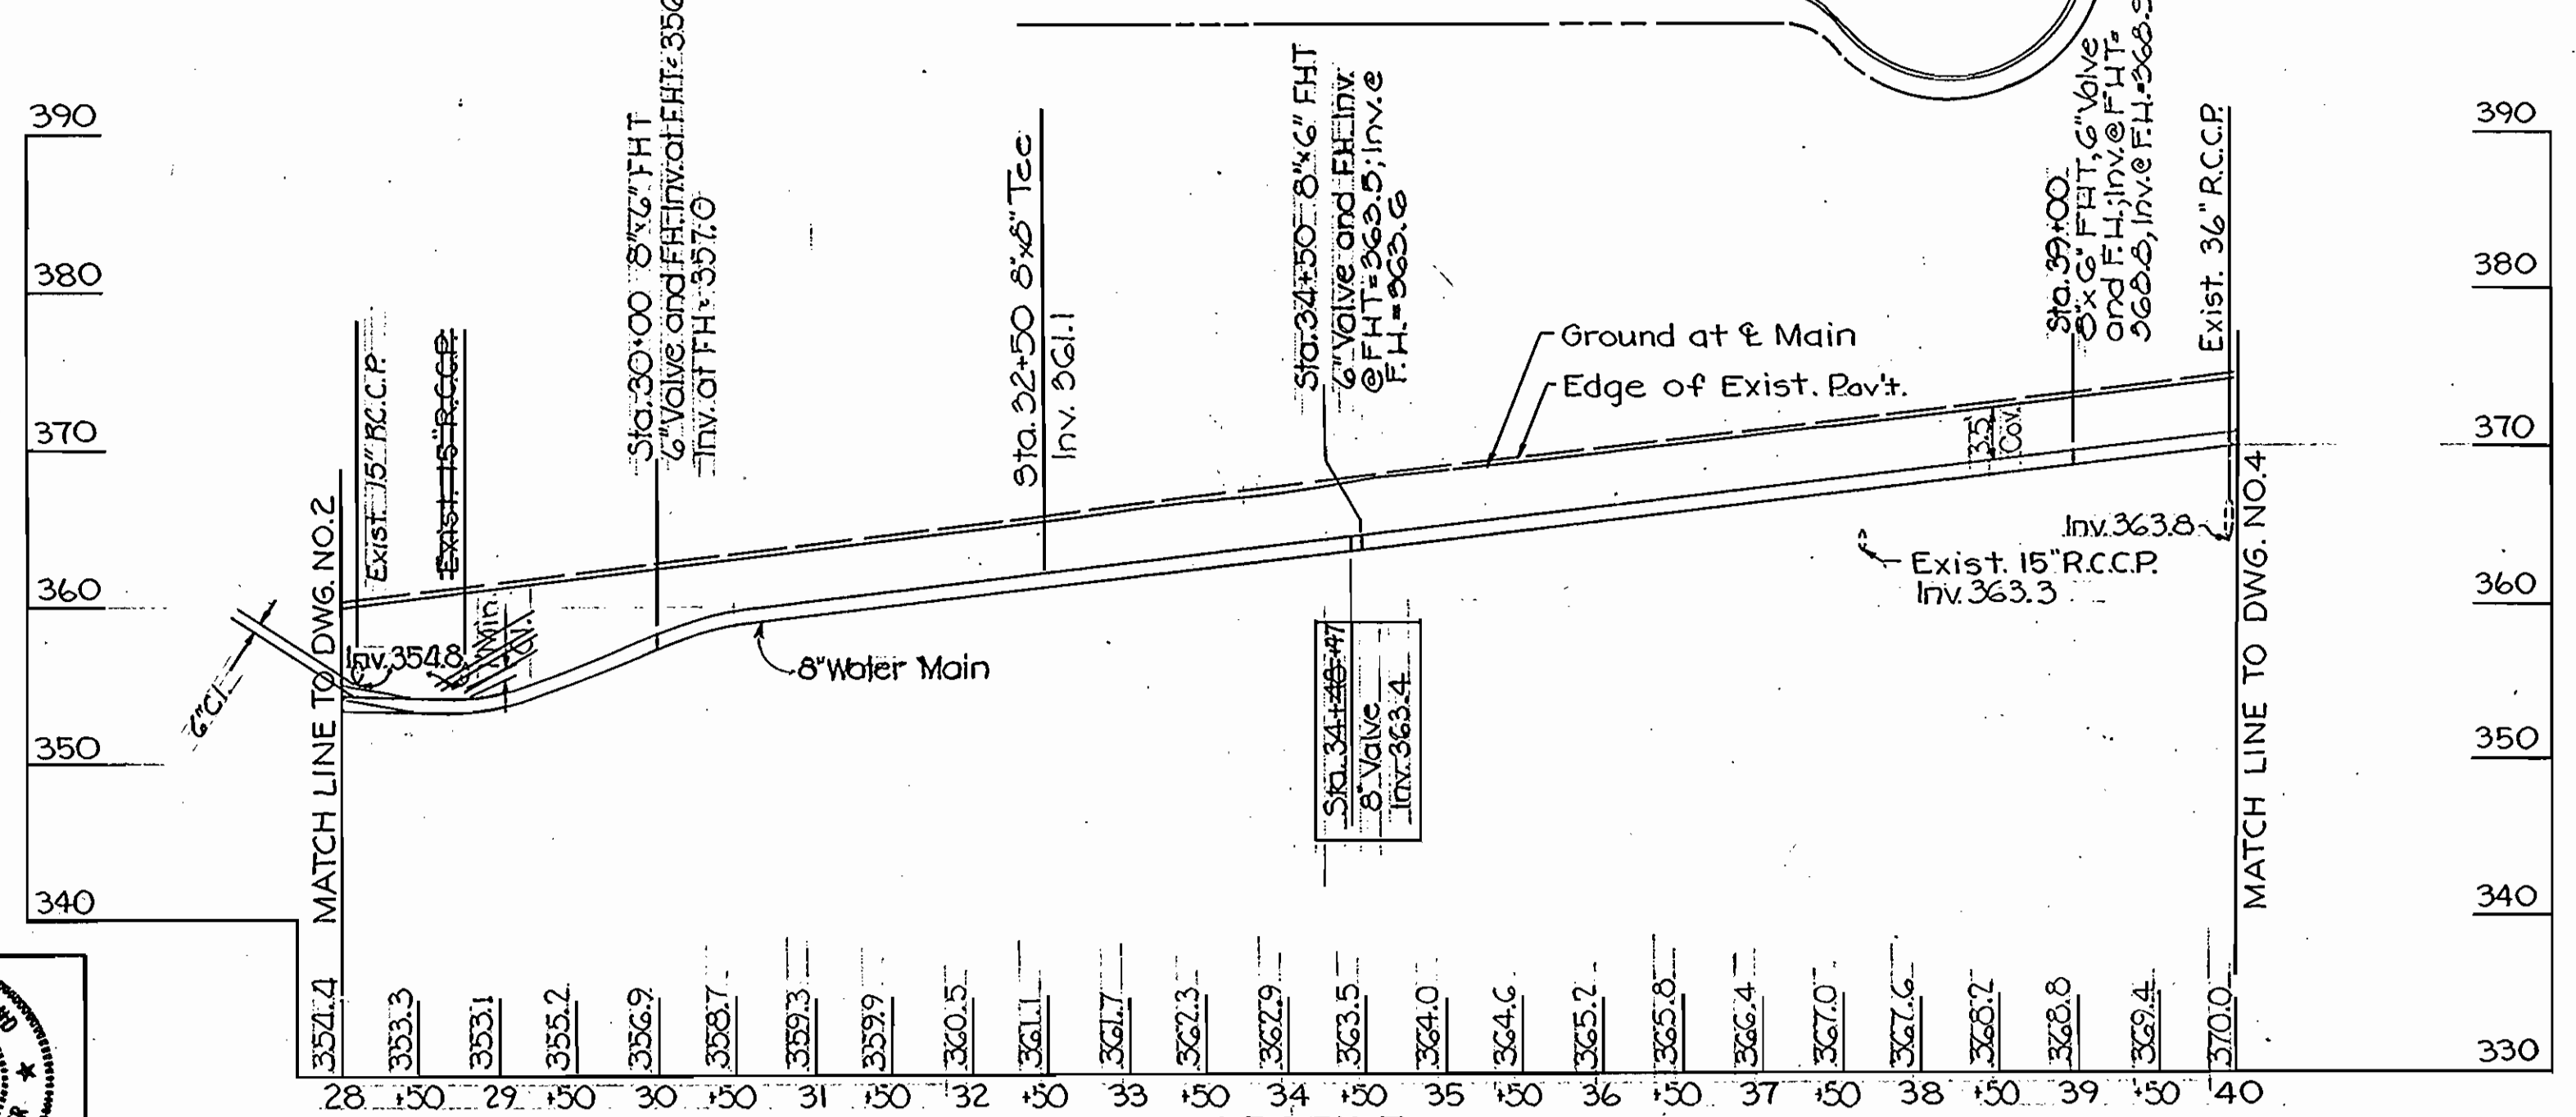 390
380
370
360
350
340
390
380
370
360
350
340
330
MATCH LINE TO DWG. NO. 2
Exist. 15" R.C.C.P.
Exist. 15" R.C.C.P.
Inv. 354.8
6" C.I.
Min.
Sta. 30+00 8"x6" FHT
6" Valve and FH. Inv. at FHT = 356
Inv. at FH = 357.0
8" Water Main
Sta. 32+50 8"x8" Tee
Inv. 361.1
Sta. 34+50 8"x6" FHT
6" Valve and FH. Inv.
@ FHT = 363.5; Inv. @
F.H. = 363.6
Sta. 34+48.47
8" Valve
Inv. 363.4
Ground at ℄ Main
Edge of Exist. Pav't.
3.5'
Cov.
Sta. 39+00
8"x6" FHT, 6" Valve
and F.H.; Inv. @ FHT =
368.8, Inv. @ F.H. = 368.9
Exist. 36" R.C.C.P.
Inv. 363.8
Exist. 15" R.C.C.P.
Inv. 363.3
MATCH LINE TO DWG. NO. 4
354.4 353.3 353.1 355.2 356.9 358.7 359.3 359.9 360.5 361.1 361.7 362.3 362.9 363.5 364.0 364.6 365.2 365.8 366.4 367.0 367.6 368.2 368.8 369.4 370.0
28 +50 29 +50 30 +50 31 +50 32 +50 33 +50 34 +50 35 +50 36 +50 37 +50 38 +50 39 +50 40